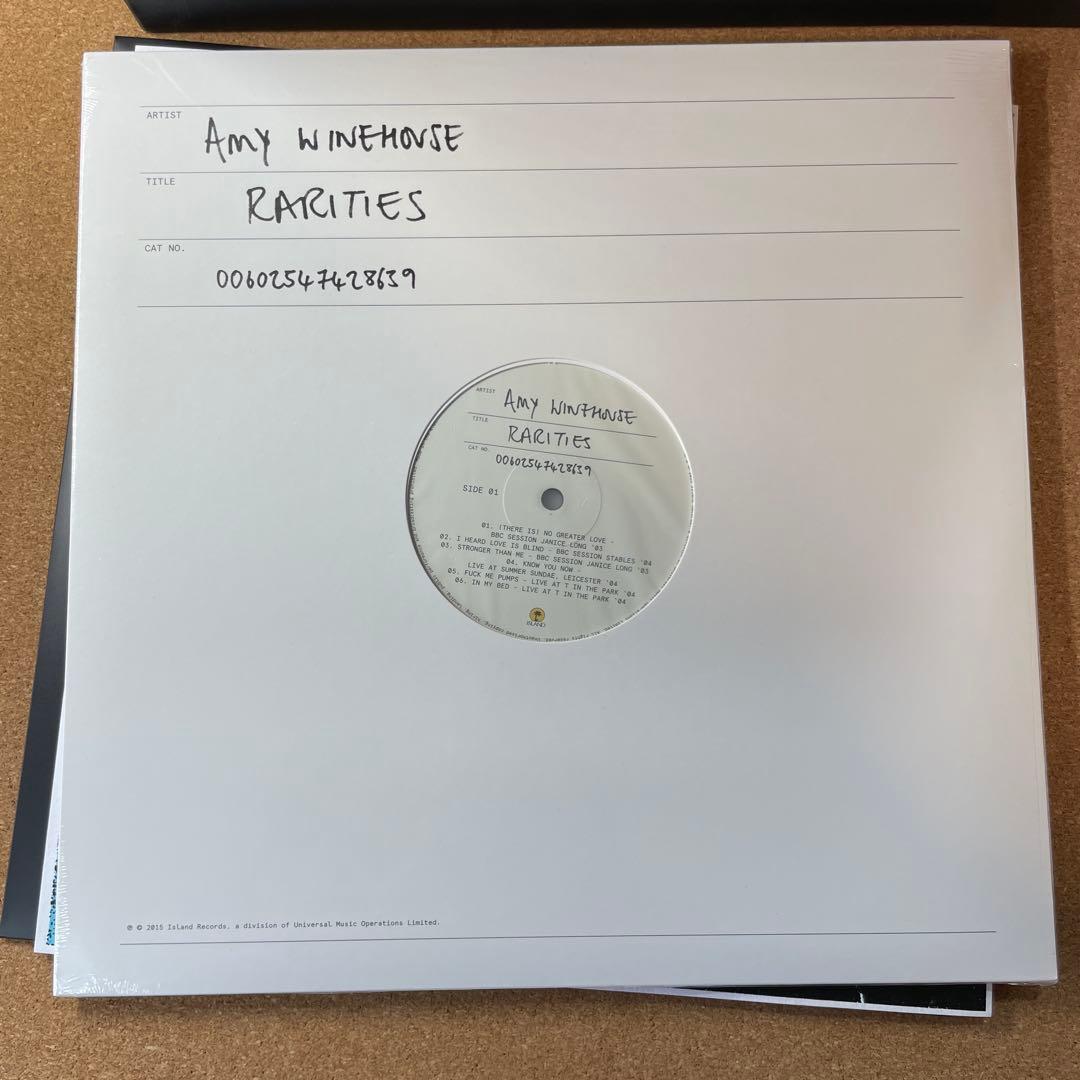 ARTIST
AMY WINEHOUSE
TITLE
RARITIES
CAT NO.
00602547428639
ARTIST
AMY WINEHOUSE
TITLE
RARITIES
CAT NO.
00602547428639
SIDE 01
01. (THERE IS) NO GREATER LOVE -
BBC SESSION JANICE LONG '03
02. I HEARD LOVE IS BLIND - BBC SESSION STABLES '04
03. STRONGER THAN ME - BBC SESSION JANICE LONG '03
04. KNOW YOU NOW -
LIVE AT SUMMER SUNDAE, LEICESTER '04
05. FUCK ME PUMPS - LIVE AT T IN THE PARK '04
06. IN MY BED - LIVE AT T IN THE PARK '04
ISLAND
℗ © 2015 Island Records, a division of Universal Music Operations Limited.